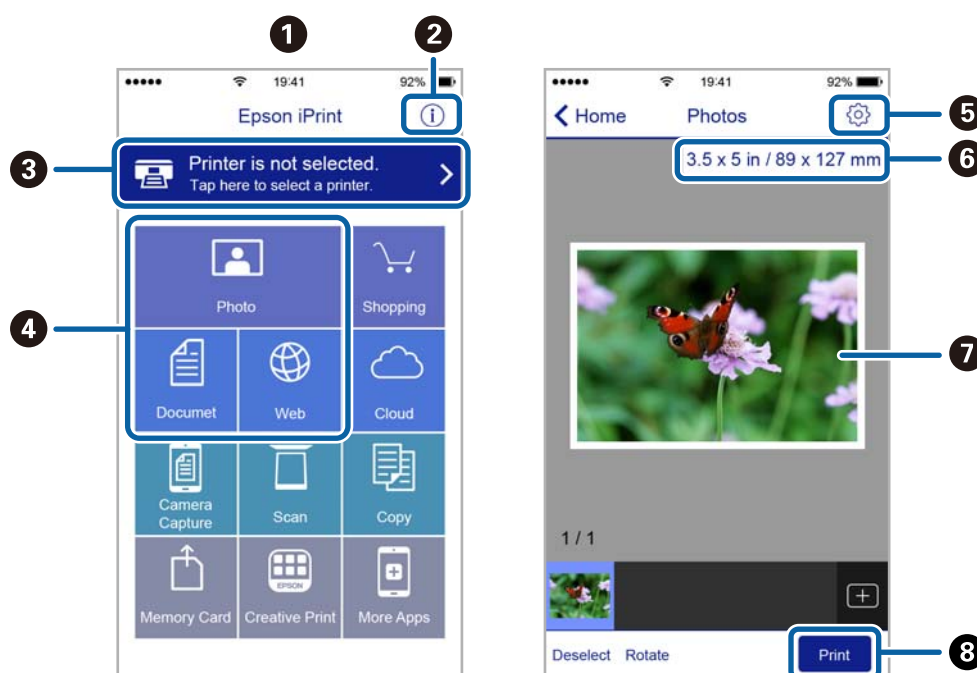 1
2
19:41
92%
Epson iPrint
3
Printer is not selected.
Tap here to select a printer.
4
Photo
Shopping
Documet
Web
Cloud
Camera
Capture
Scan
Copy
EPSON
Memory Card
Creative Print
More Apps
19:41
92%
Home
Photos
5
3.5 x 5 in / 89 x 127 mm
6
7
1 / 1
Deselect
Rotate
Print
8